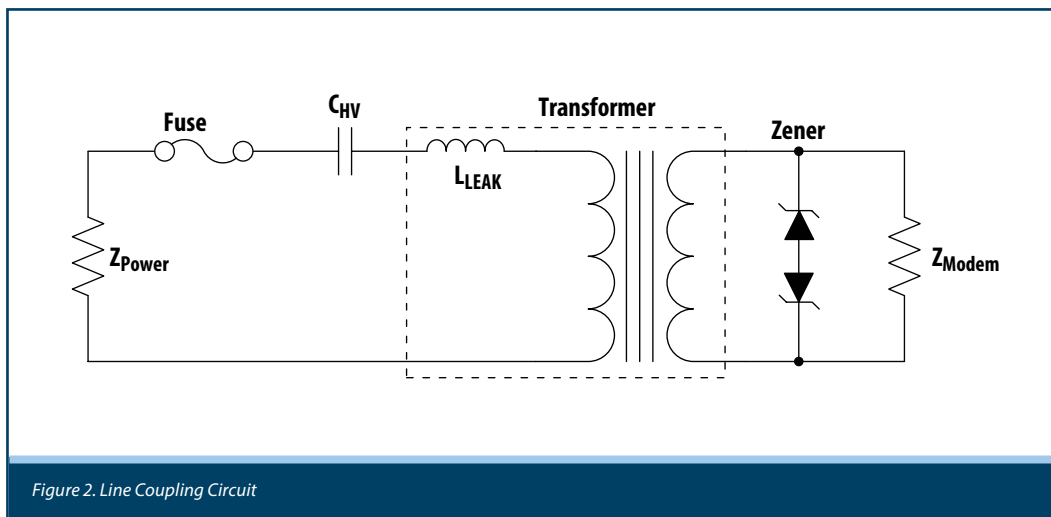 Fuse
C_HV
Transformer
Zener
L_LEAK
Z_Power
Z_Modem
Figure 2. Line Coupling Circuit